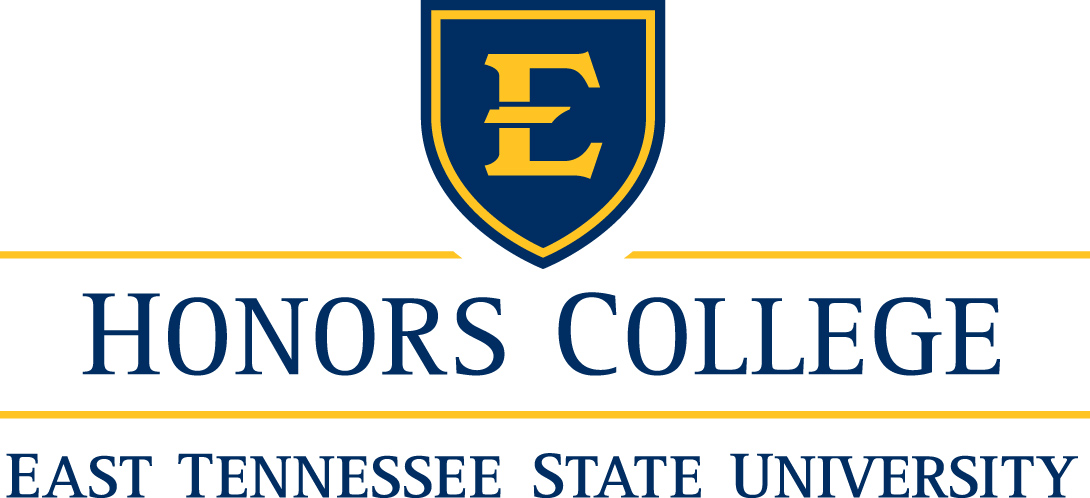 E
HONORS COLLEGE
EAST TENNESSEE STATE UNIVERSITY